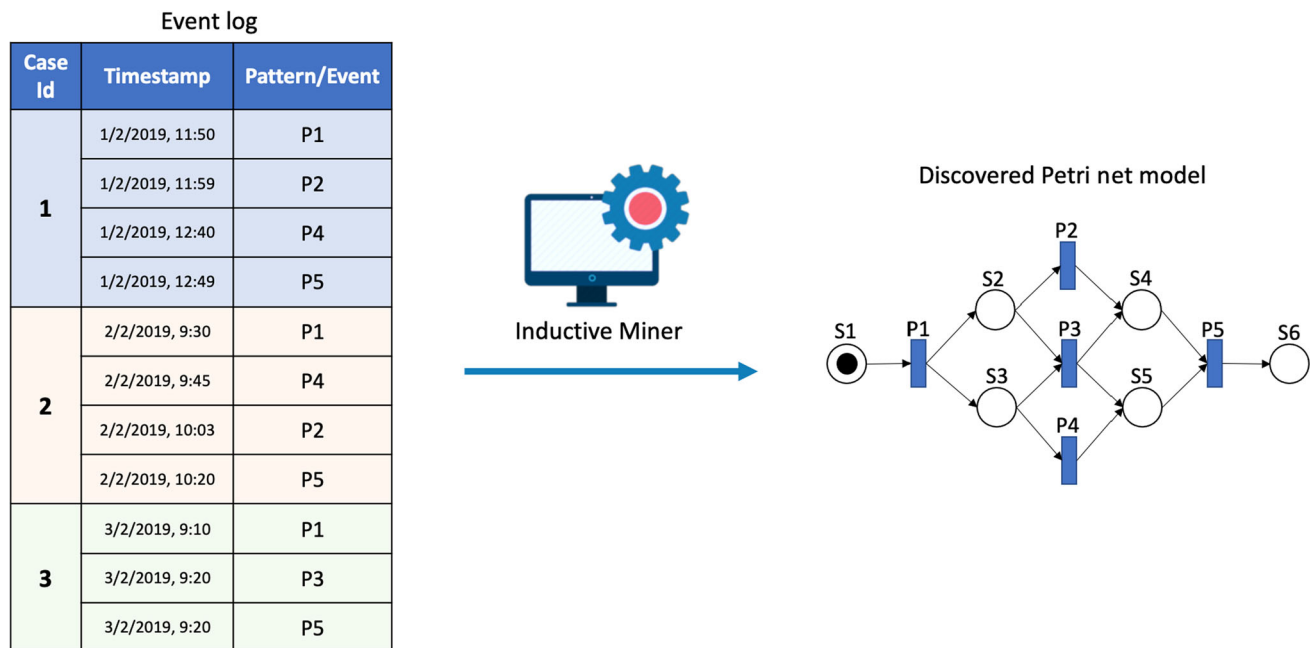 Event log
Case Id Timestamp Pattern/Event
1
1/2/2019, 11:50 P1
1/2/2019, 11:59 P2
1/2/2019, 12:40 P4
1/2/2019, 12:49 P5
2
2/2/2019, 9:30 P1
2/2/2019, 9:45 P4
2/2/2019, 10:03 P2
2/2/2019, 10:20 P5
3
3/2/2019, 9:10 P1
3/2/2019, 9:20 P3
3/2/2019, 9:20 P5
Inductive Miner
Discovered Petri net model
P2
S2 S4
S1 P1 P3 P5 S6
S3 S5
P4